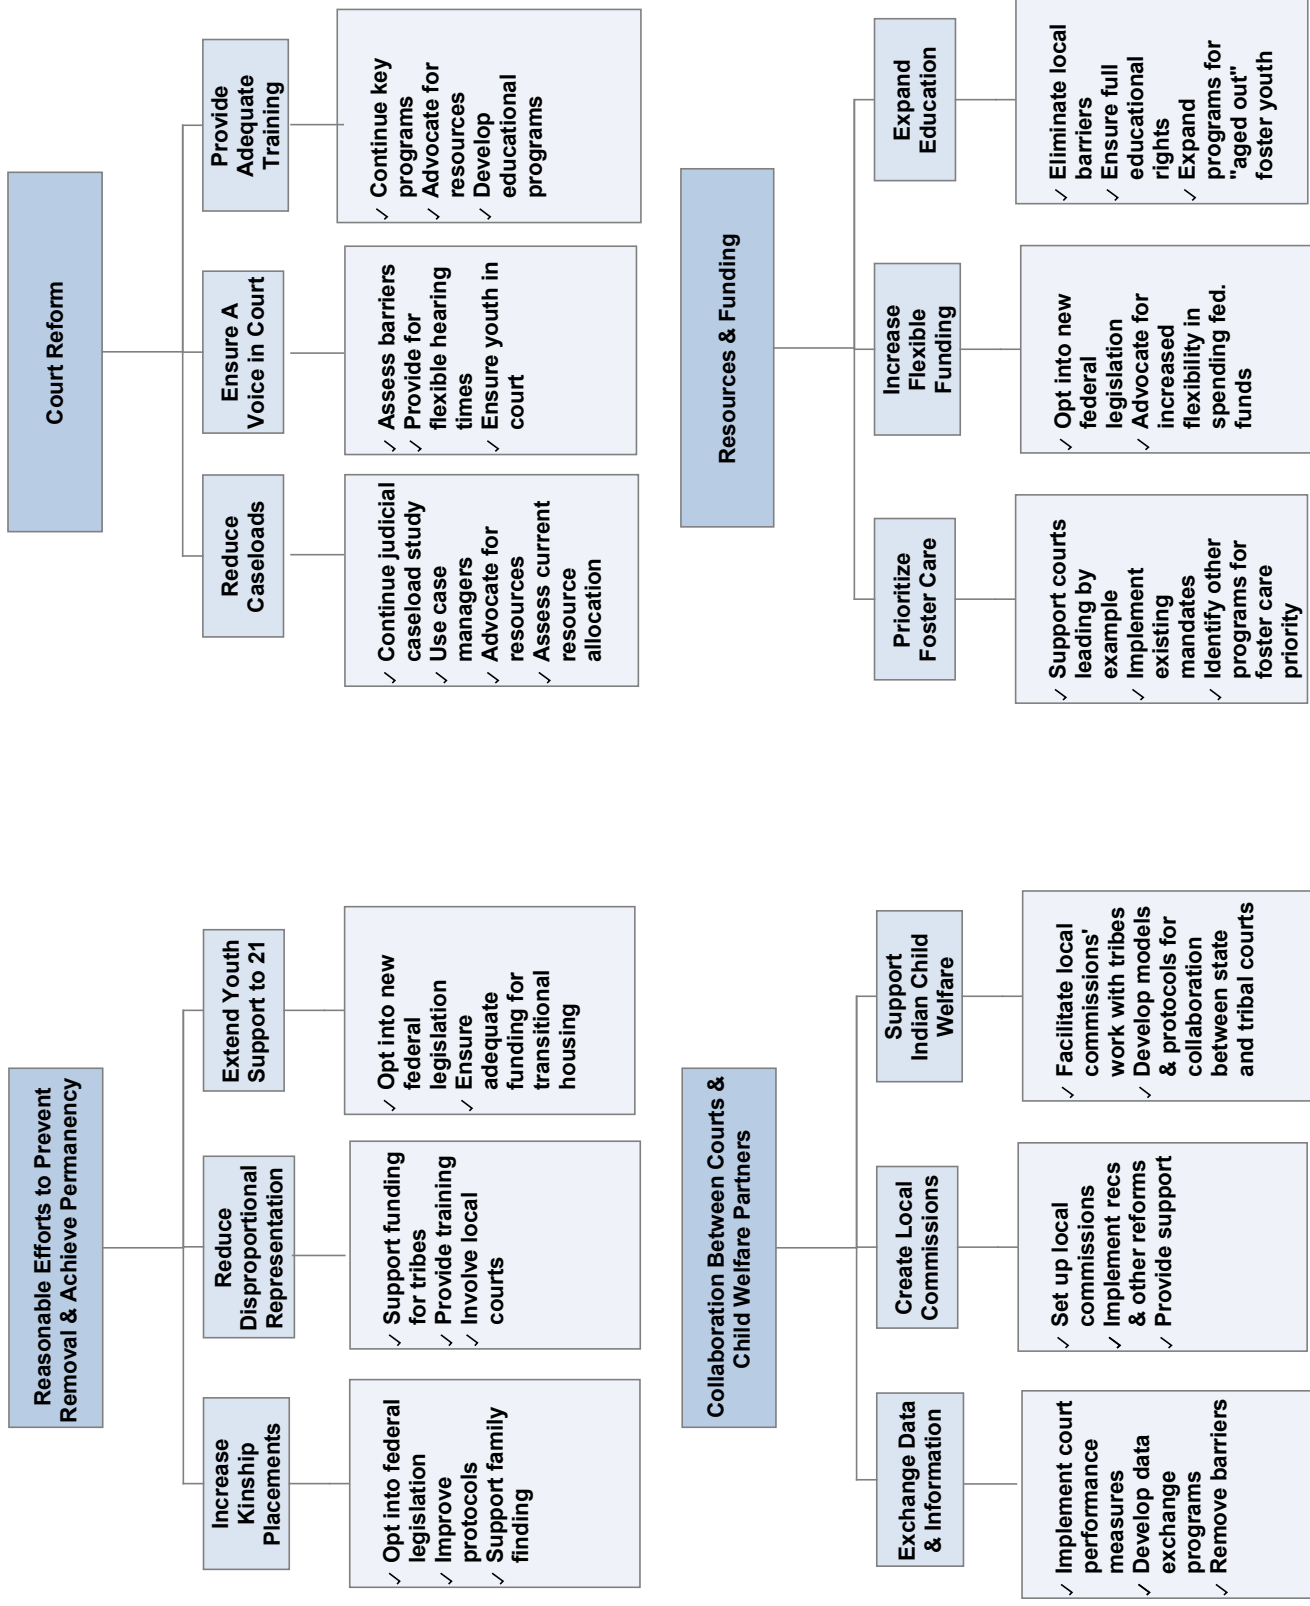 Reasonable Efforts to Prevent
Removal & Achieve Permanency
Increase
Kinship
Placements
✓ Opt into federal
legislation
✓ Improve
protocols
✓ Support family
finding
Reduce
Disproportional
Representation
✓ Support funding
for tribes
✓ Provide training
✓ Involve local
courts
Extend Youth
Support to 21
✓ Opt into new
federal
legislation
✓ Ensure
adequate
funding for
transitional
housing
Court Reform
Reduce
Caseloads
✓ Continue judicial
caseload study
✓ Use case
managers
✓ Advocate for
resources
✓ Assess current
resource
allocation
Ensure A
Voice in Court
✓ Assess barriers
✓ Provide for
flexible hearing
times
✓ Ensure youth in
court
Provide
Adequate
Training
✓ Continue key
programs
✓ Advocate for
resources
✓ Develop
educational
programs
Collaboration Between Courts &
Child Welfare Partners
Exchange Data
& Information
✓ Implement court
performance
measures
✓ Develop data
exchange
programs
✓ Remove barriers
Create Local
Commissions
✓ Set up local
commissions
✓ Implement recs
& other reforms
✓ Provide support
Support
Indian Child
Welfare
✓ Facilitate local
commissions'
work with tribes
✓ Develop models
& protocols for
collaboration
between state
and tribal courts
Resources & Funding
Prioritize
Foster Care
✓ Support courts
leading by
example
✓ Implement
existing
mandates
✓ Identify other
programs for
foster care
priority
Increase
Flexible
Funding
✓ Opt into new
federal
legislation
✓ Advocate for
increased
flexibility in
spending fed.
funds
Expand
Education
✓ Eliminate local
barriers
✓ Ensure full
educational
rights
✓ Expand
programs for
"aged out"
foster youth